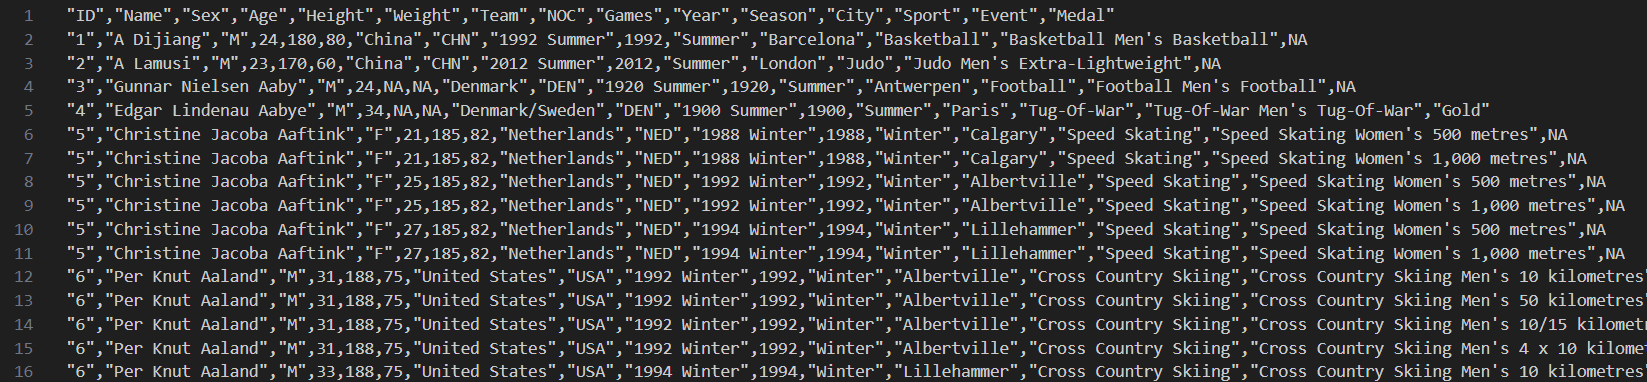 1 "ID","Name","Sex","Age","Height","Weight","Team","NOC","Games","Year","Season","City","Sport","Event","Medal"
2 "1","A Dijiang","M",24,180,80,"China","CHN","1992 Summer",1992,"Summer","Barcelona","Basketball","Basketball Men's Basketball",NA
3 "2","A Lamusi","M",23,170,60,"China","CHN","2012 Summer",2012,"Summer","London","Judo","Judo Men's Extra-Lightweight",NA
4 "3","Gunnar Nielsen Aaby","M",24,NA,NA,"Denmark","DEN","1920 Summer",1920,"Summer","Antwerpen","Football","Football Men's Football",NA
5 "4","Edgar Lindenau Aabye","M",34,NA,NA,"Denmark/Sweden","DEN","1900 Summer",1900,"Summer","Paris","Tug-Of-War","Tug-Of-War Men's Tug-Of-War","Gold"
6 "5","Christine Jacoba Aaftink","F",21,185,82,"Netherlands","NED","1988 Winter",1988,"Winter","Calgary","Speed Skating","Speed Skating Women's 500 metres",NA
7 "5","Christine Jacoba Aaftink","F",21,185,82,"Netherlands","NED","1988 Winter",1988,"Winter","Calgary","Speed Skating","Speed Skating Women's 1,000 metres",NA
8 "5","Christine Jacoba Aaftink","F",25,185,82,"Netherlands","NED","1992 Winter",1992,"Winter","Albertville","Speed Skating","Speed Skating Women's 500 metres",NA
9 "5","Christine Jacoba Aaftink","F",25,185,82,"Netherlands","NED","1992 Winter",1992,"Winter","Albertville","Speed Skating","Speed Skating Women's 1,000 metres",NA
10 "5","Christine Jacoba Aaftink","F",27,185,82,"Netherlands","NED","1994 Winter",1994,"Winter","Lillehammer","Speed Skating","Speed Skating Women's 500 metres",NA
11 "5","Christine Jacoba Aaftink","F",27,185,82,"Netherlands","NED","1994 Winter",1994,"Winter","Lillehammer","Speed Skating","Speed Skating Women's 1,000 metres",NA
12 "6","Per Knut Aaland","M",31,188,75,"United States","USA","1992 Winter",1992,"Winter","Albertville","Cross Country Skiing","Cross Country Skiing Men's 10 kilometres"
13 "6","Per Knut Aaland","M",31,188,75,"United States","USA","1992 Winter",1992,"Winter","Albertville","Cross Country Skiing","Cross Country Skiing Men's 50 kilometres"
14 "6","Per Knut Aaland","M",31,188,75,"United States","USA","1992 Winter",1992,"Winter","Albertville","Cross Country Skiing","Cross Country Skiing Men's 10/15 kilomet
15 "6","Per Knut Aaland","M",31,188,75,"United States","USA","1992 Winter",1992,"Winter","Albertville","Cross Country Skiing","Cross Country Skiing Men's 4 x 10 kilome
16 "6","Per Knut Aaland","M",33,188,75,"United States","USA","1994 Winter",1994,"Winter","Lillehammer","Cross Country Skiing","Cross Country Skiing Men's 10 kilometres"